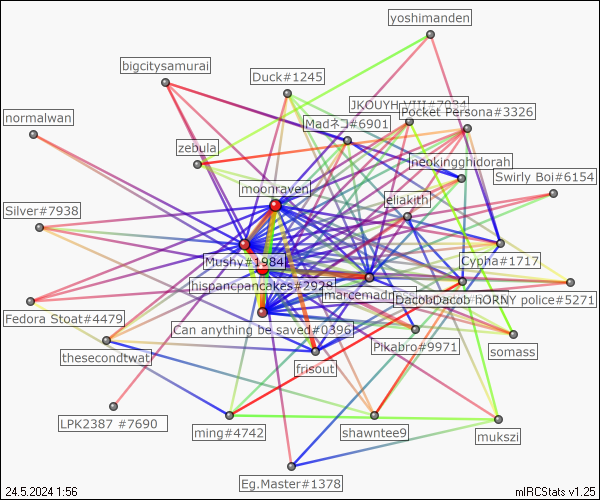 yoshimanden
bigcitysamurai
Duck#1245
JKOUYH VIII#7934
Pocket Persona#3326
normalwan
Madネコ#6901
zebula
neokingghidorah
Swirly Boi#6154
moonraven
eliakith
Silver#7938
Mushy#1984
Cypha#1717
hispancpancakes#2928
marcemadn
DacobDacob
hORNY police#5271
Fedora Stoat#4479
Can anything be saved#0396
Pikabro#9971
somass
thesecondtwat
frisout
LPK2387 #7690
ming#4742
shawntee9
mukszi
Eg.Master#1378
24.5.2024 1:56
mIRCStats v1.25